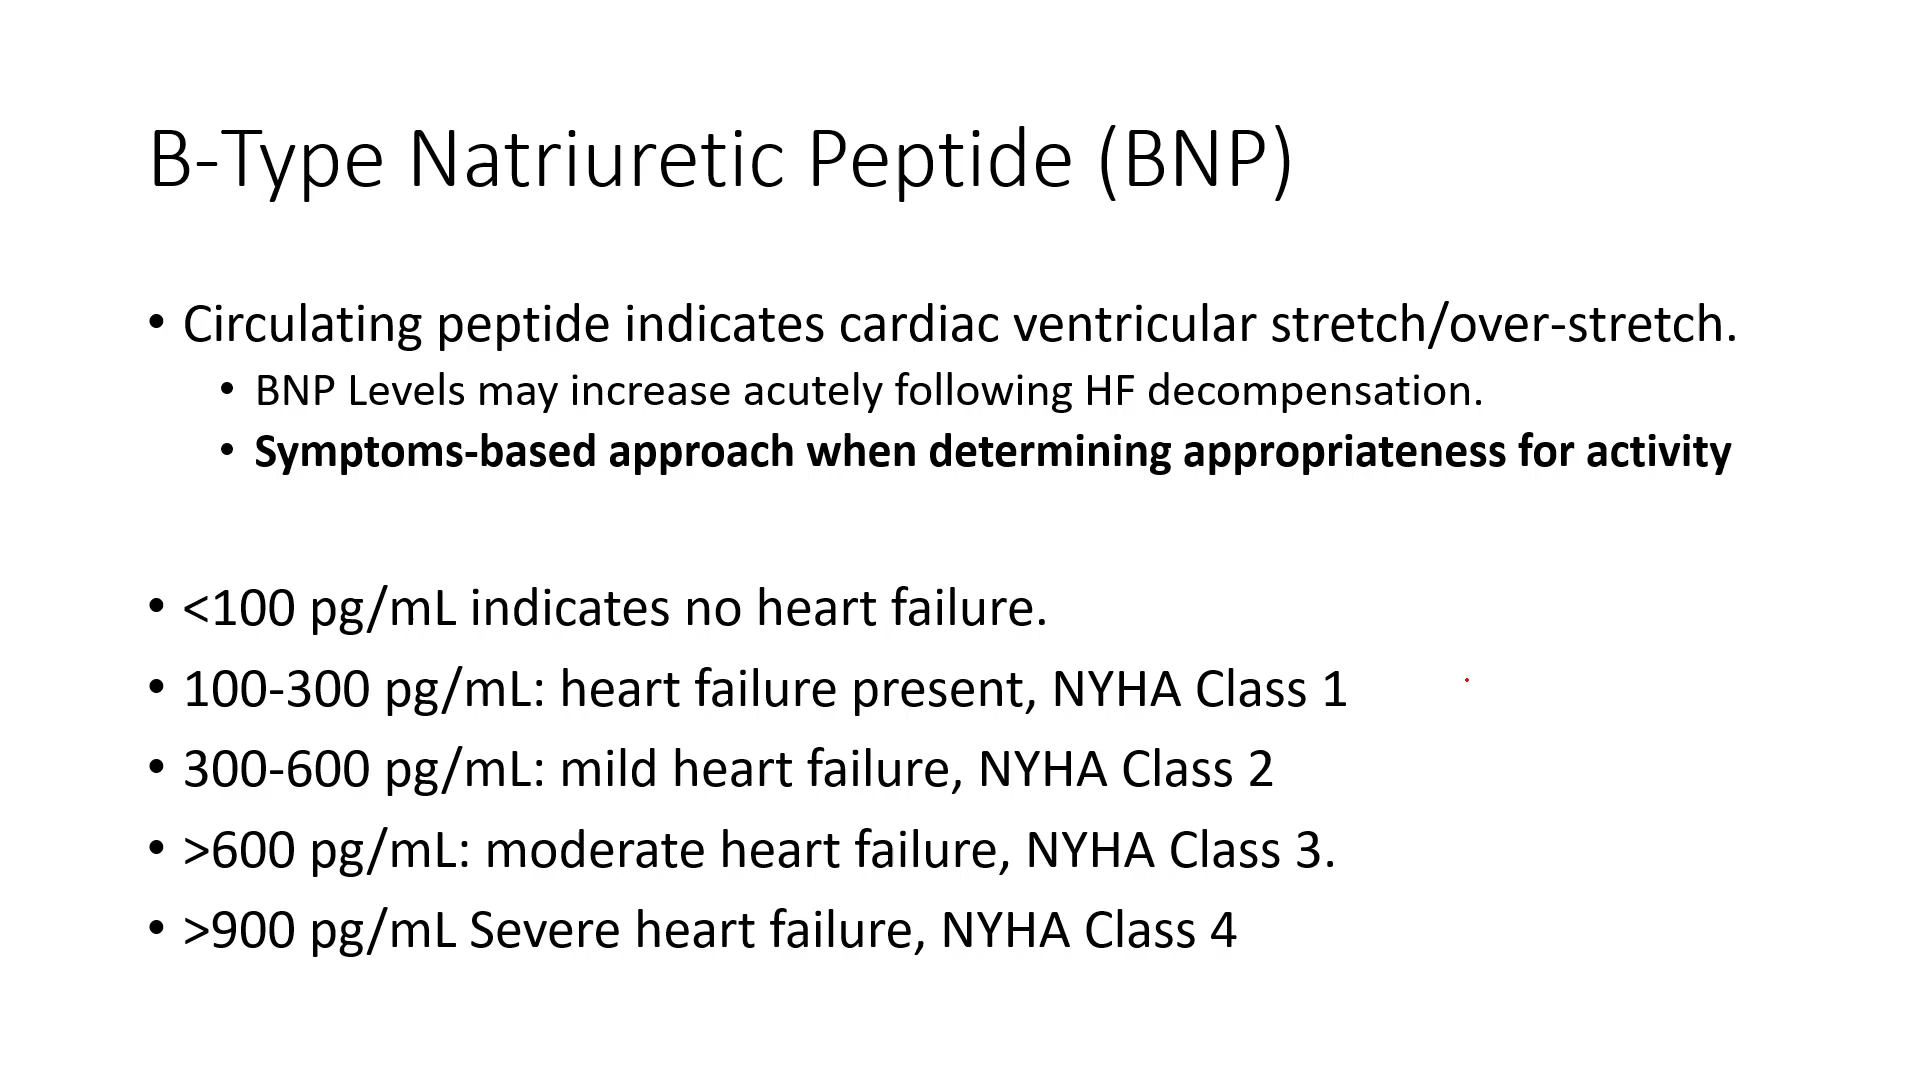 B-Type Natriuretic Peptide (BNP)
• Circulating peptide indicates cardiac ventricular stretch/over-stretch.
• BNP Levels may increase acutely following HF decompensation.
• Symptoms-based approach when determining appropriateness for activity
• <100 pg/mL indicates no heart failure.
• 100-300 pg/mL: heart failure present, NYHA Class 1
• 300-600 pg/mL: mild heart failure, NYHA Class 2
• >600 pg/mL: moderate heart failure, NYHA Class 3.
• >900 pg/mL Severe heart failure, NYHA Class 4